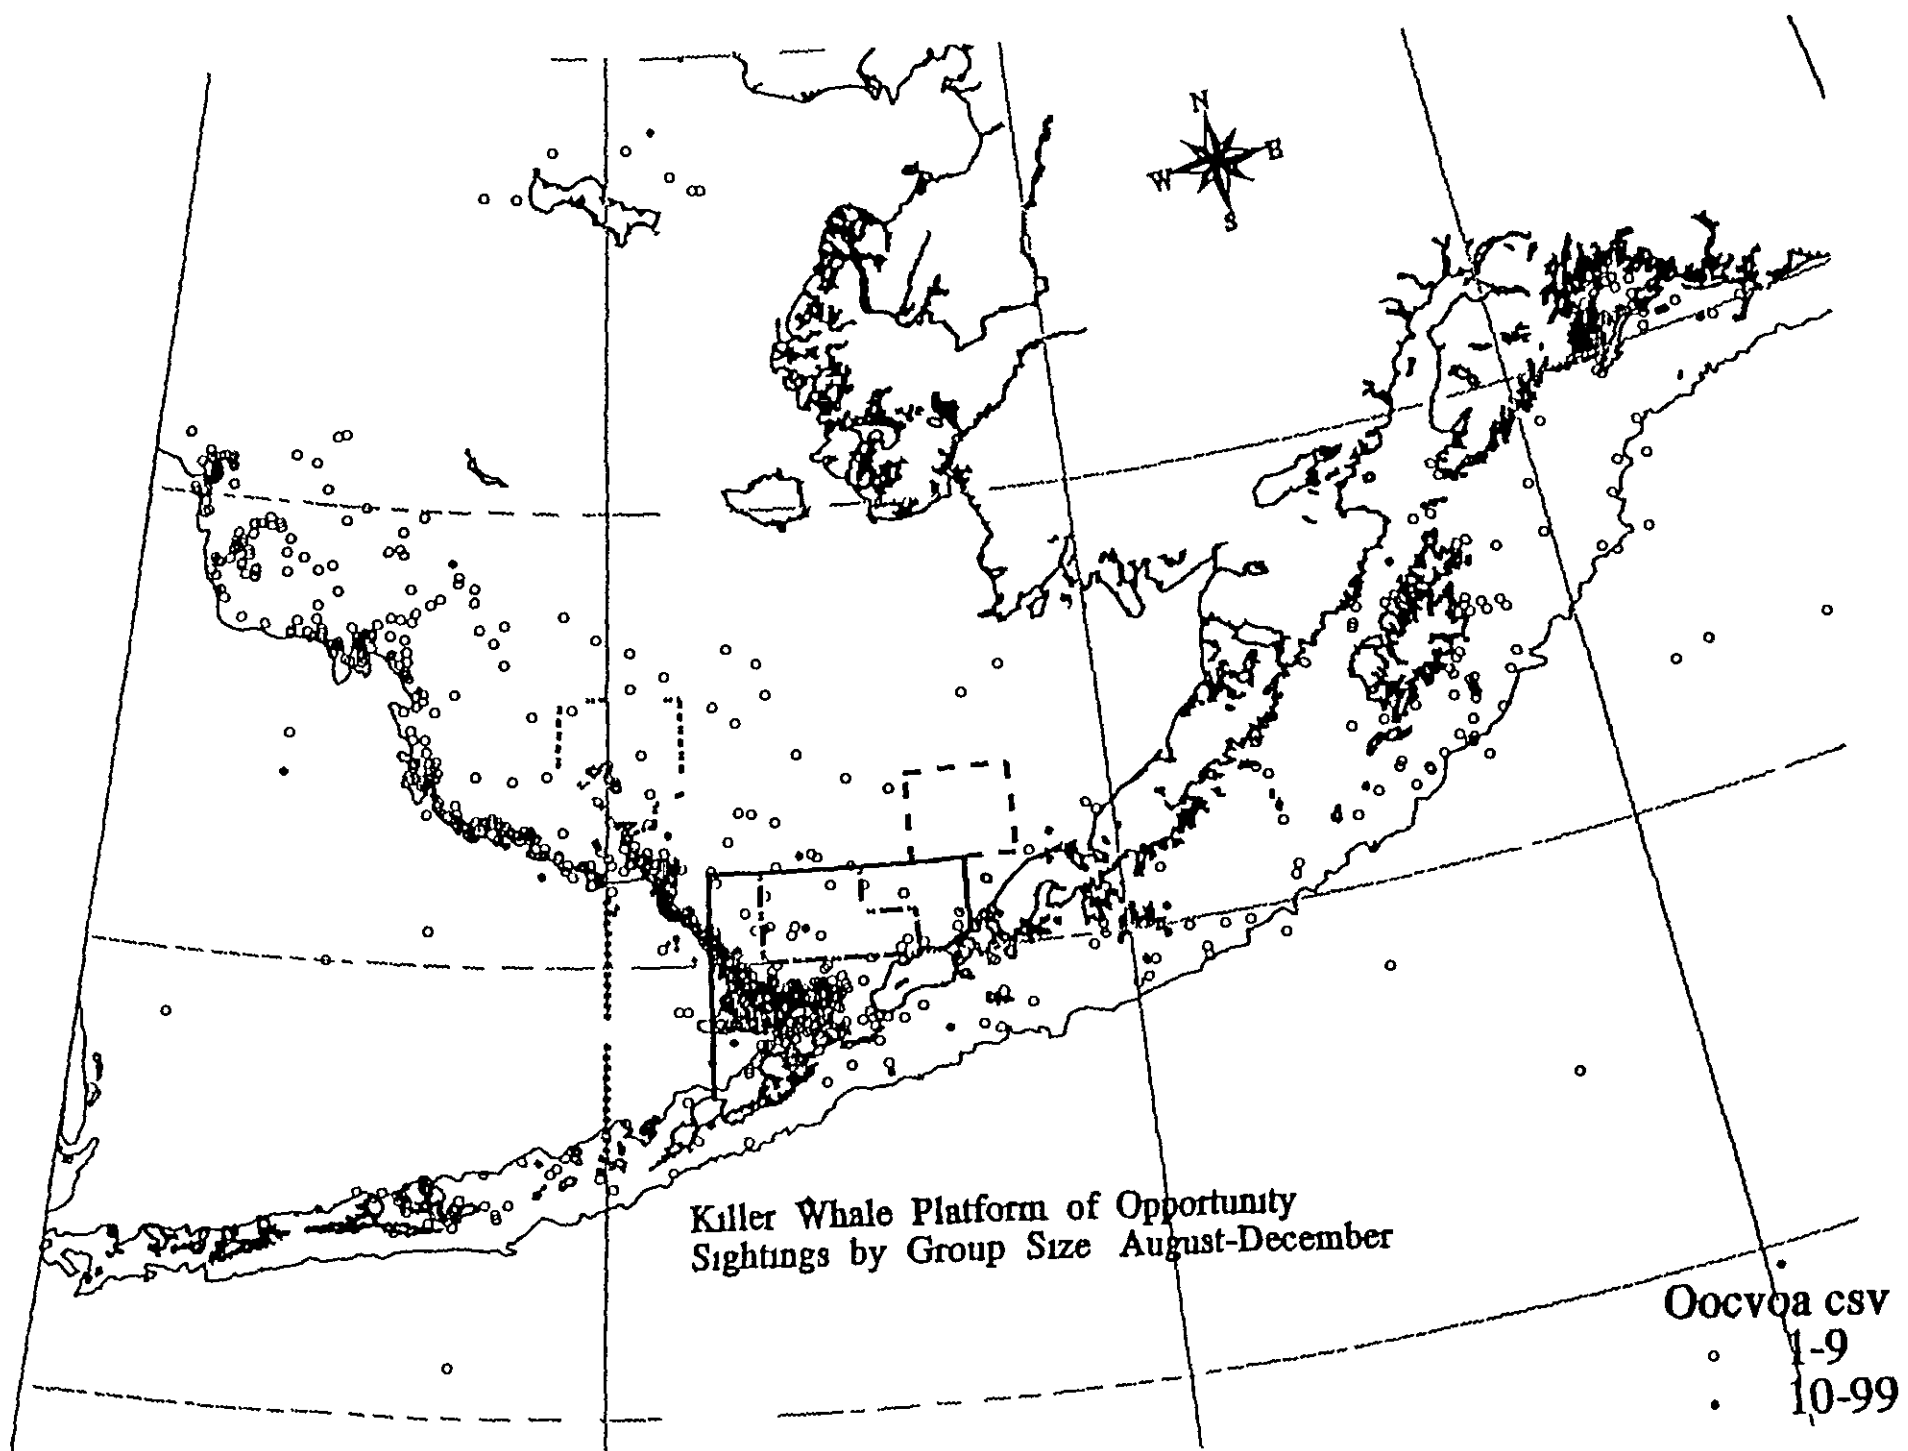 N
W E
S
Killer Whale Platform of Opportunity
Sightings by Group Size August-December
Oocvoa csv
1-9
10-99